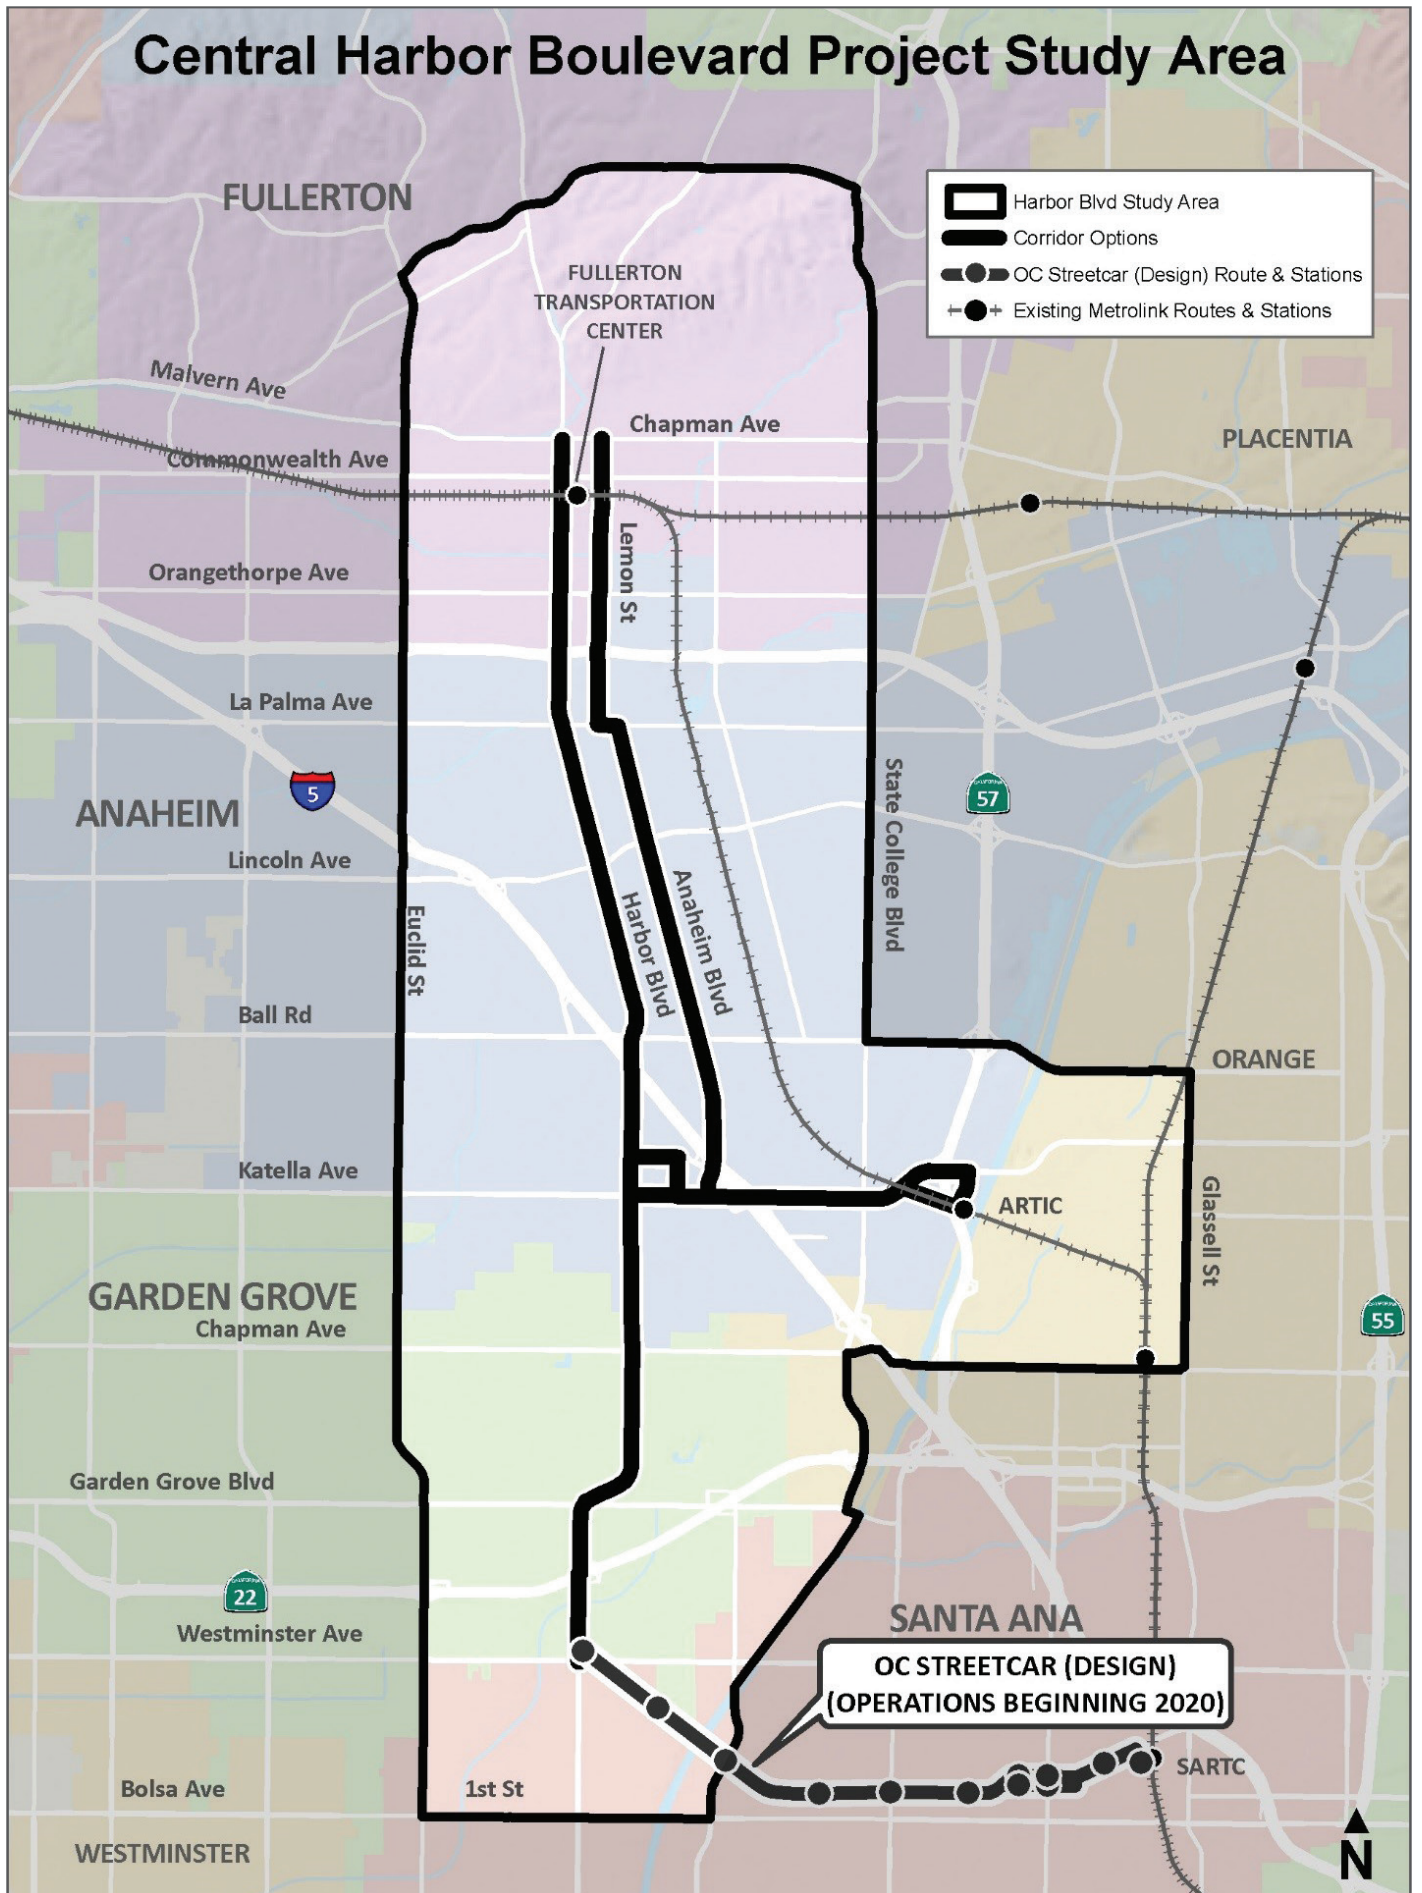 Central Harbor Boulevard Project Study Area
FULLERTON
Harbor Blvd Study Area
Corridor Options
OC Streetcar (Design) Route & Stations
Existing Metrolink Routes & Stations
FULLERTON
TRANSPORTATION
CENTER
Malvern Ave
Chapman Ave
PLACENTIA
Commonwealth Ave
Lemon St
Orangethorpe Ave
La Palma Ave
State College Blvd
57
5
ANAHEIM
Lincoln Ave
Euclid St
Harbor Blvd
Anaheim Blvd
Ball Rd
ORANGE
Katella Ave
ARTIC
Glassell St
GARDEN GROVE
Chapman Ave
55
Garden Grove Blvd
22
SANTA ANA
Westminster Ave
OC STREETCAR (DESIGN)
(OPERATIONS BEGINNING 2020)
SARTC
Bolsa Ave
1st St
WESTMINSTER
N